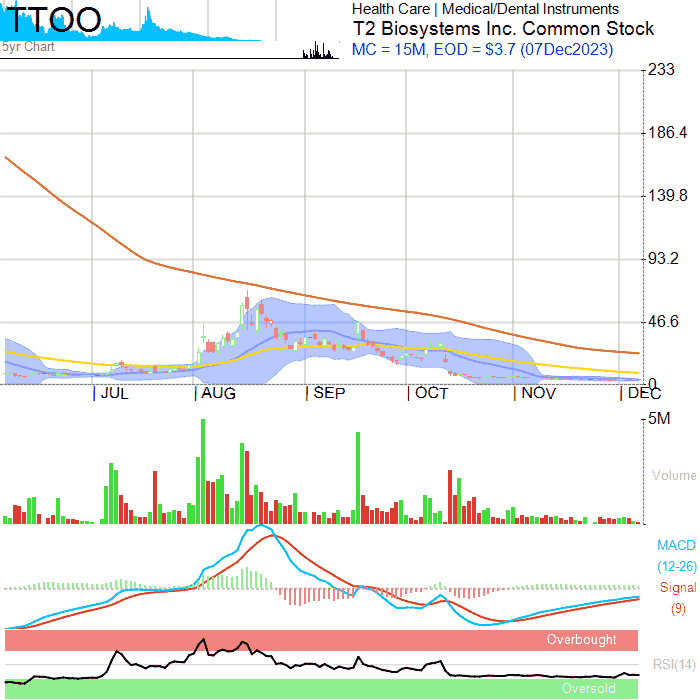 TTOO
5yr Chart
Health Care | Medical/Dental Instruments
T2 Biosystems Inc. Common Stock
MC = 15M, EOD = $3.7 (07Dec2023)
233
186.4
139.8
93.2
46.6
0
JUL AUG SEP OCT NOV DEC
5M
Volume
MACD
(12-26)
Signal
(9)
Overbought
RSI(14)
Oversold